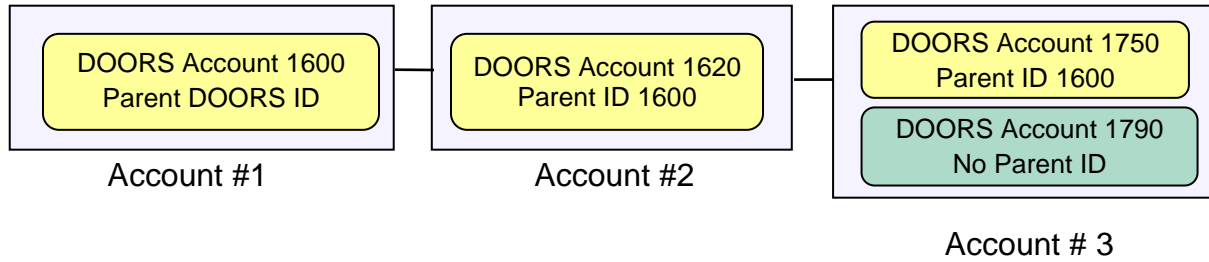 DOORS Account 1600
Parent DOORS ID
Account #1
DOORS Account 1620
Parent ID 1600
Account #2
DOORS Account 1750
Parent ID 1600
DOORS Account 1790
No Parent ID
Account # 3